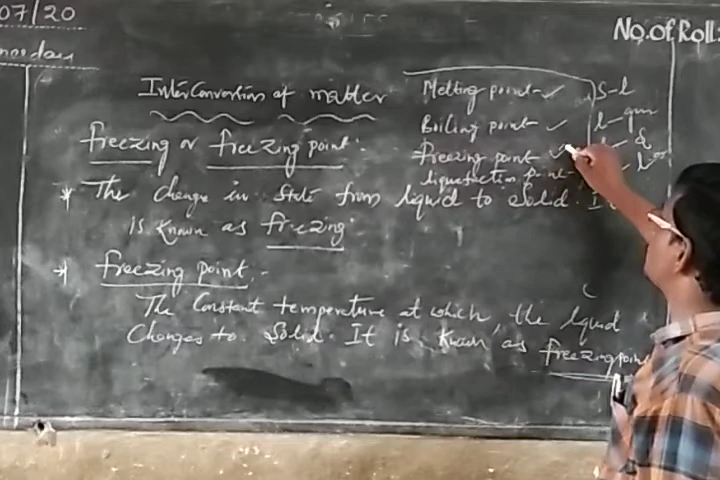 07/20
No. of Roll:
Interconversion of matter
Melting point - ✓ S-l
Boiling point - ✓ l-gas
Freezing point - ✓
liquefaction point -
freezing or freezing point.
* The change in state from liquid to Solid. It
is known as freezing
* freezing point. -
The Constant temperature at which, the liquid
Changes to Solid. It is known as freezing point